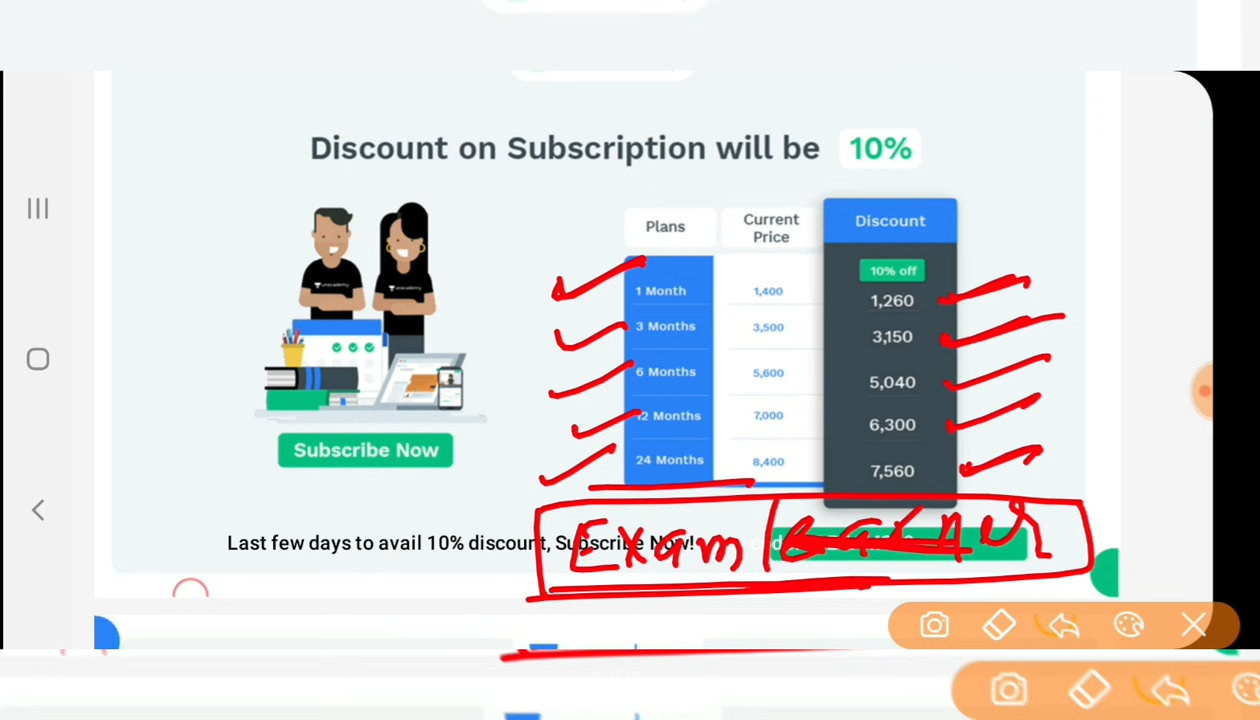 Discount on Subscription will be 10%
Plans Current Price Discount
10% off
1 Month 1,400 1,260
3 Months 3,500 3,150
6 Months 5,600 5,040
12 Months 7,000 6,300
24 Months 8,400 7,560
unacademy unacademy
Subscribe Now
Last few days to avail 10% discount, Subscribe Now!
Exam